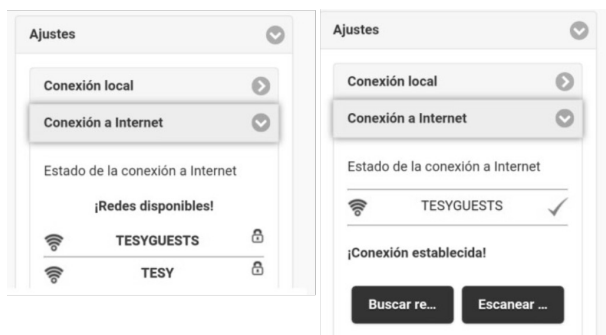 Ajustes
Conexión local
Conexión a Internet
Estado de la conexión a Internet
¡Redes disponibles!
TESYGUESTS
TESY
Ajustes
Conexión local
Conexión a Internet
Estado de la conexión a Internet
TESYGUESTS
¡Conexión establecida!
Buscar re... Escanear ...